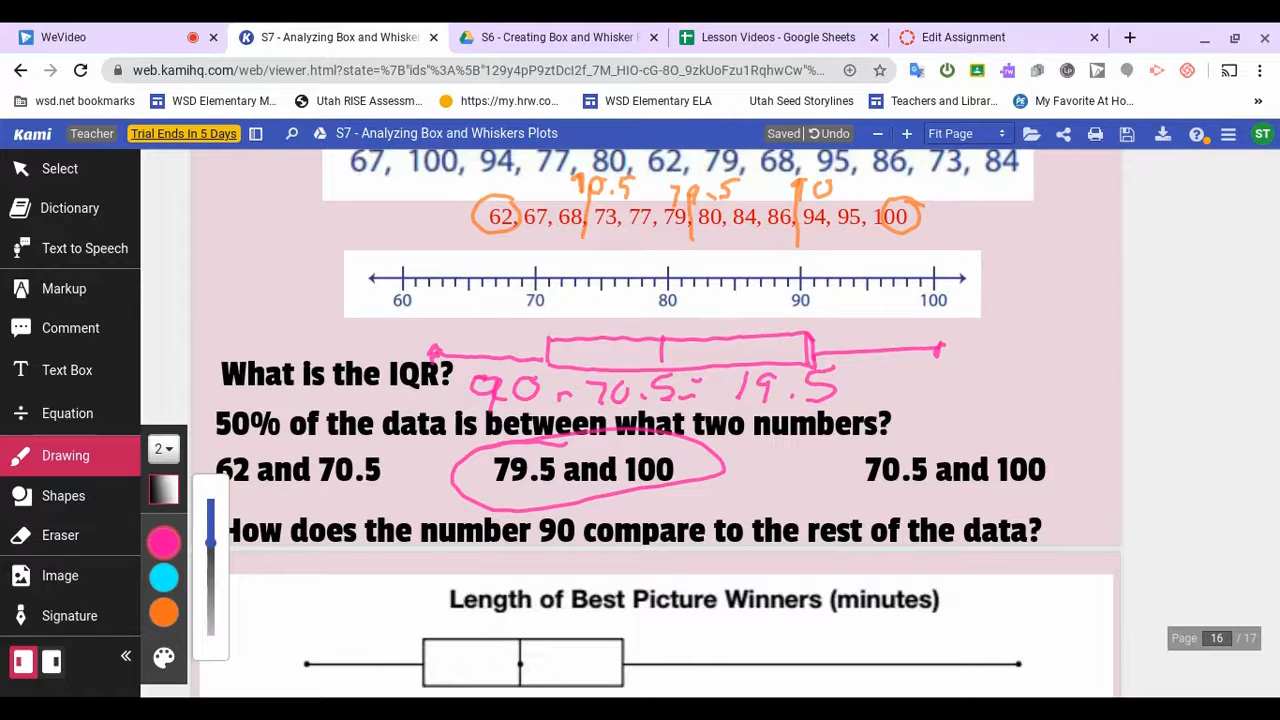 WeVideo
S7 - Analyzing Box and Whisker
S6 - Creating Box and Whisker
Lesson Videos - Google Sheets
Edit Assignment
web.kamihq.com/web/viewer.html?state=%7B"ids"%3A%5B"129y4pP9ztDcI2f_7M_HIO-cG-8O_9zkUoFzu1RqhwCw"%...
wsd.net bookmarks
WSD Elementary M...
Utah RISE Assessm...
https://my.hrw.co...
WSD Elementary ELA
Utah Seed Storylines
Teachers and Librar...
My Favorite At Ho...
»
Kami
Teacher
Trial Ends In 5 Days
S7 - Analyzing Box and Whiskers Plots
Saved
Undo
Fit Page
ST
Select
Dictionary
Text to Speech
Markup
Comment
Text Box
Equation
Drawing
Shapes
Eraser
Image
Signature
2
67, 100, 94, 77, 80, 62, 79, 68, 95, 86, 73, 84
70.5 79.5 90
62, 67, 68, 73, 77, 79, 80, 84, 86, 94, 95, 100
60 70 80 90 100
What is the IQR? 90 - 70.5 = 19.5
50% of the data is between what two numbers?
62 and 70.5 79.5 and 100 70.5 and 100
How does the number 90 compare to the rest of the data?
Length of Best Picture Winners (minutes)
Page 16 / 17